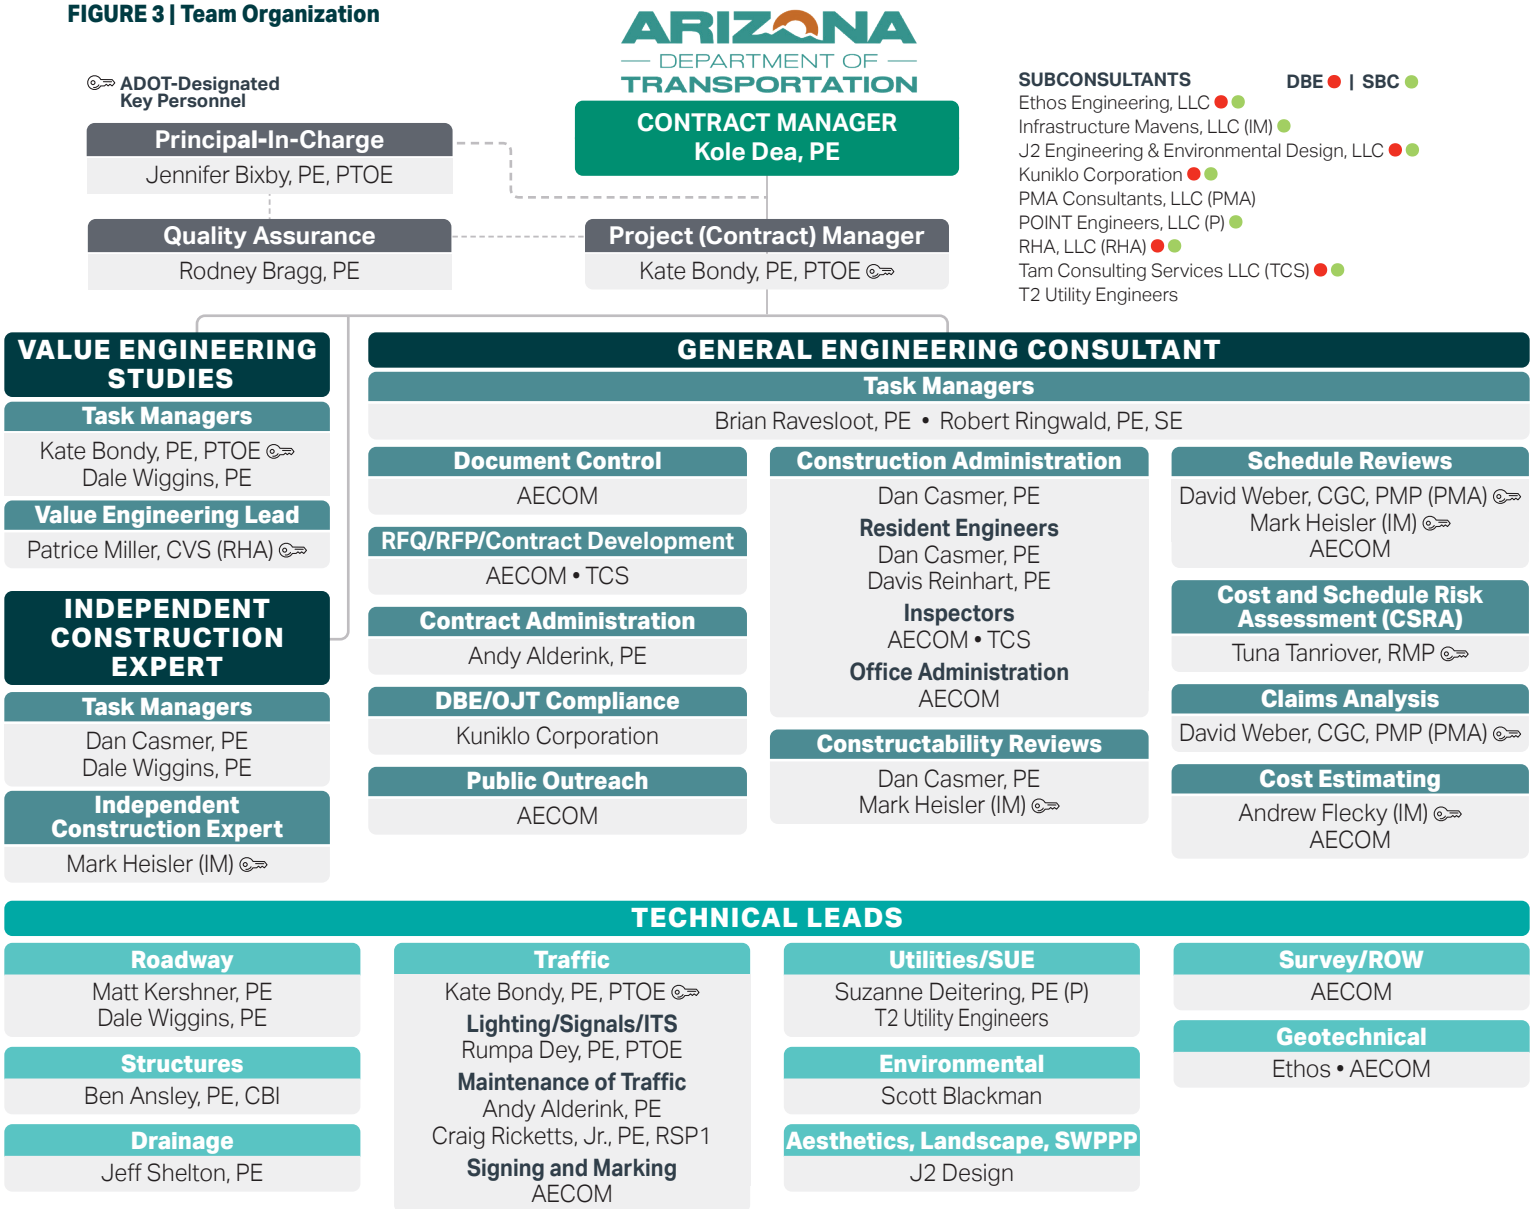 FIGURE 3 | Team Organization
ARIZONA
DEPARTMENT OF
TRANSPORTATION
ADOT-Designated
Key Personnel
CONTRACT MANAGER
Kole Dea, PE
Principal-In-Charge
Jennifer Bixby, PE, PTOE
Quality Assurance
Rodney Bragg, PE
Project (Contract) Manager
Kate Bondy, PE, PTOE
SUBCONSULTANTS DBE | SBC
Ethos Engineering, LLC
Infrastructure Mavens, LLC (IM)
J2 Engineering & Environmental Design, LLC
Kuniklo Corporation
PMA Consultants, LLC (PMA)
POINT Engineers, LLC (P)
RHA, LLC (RHA)
Tam Consulting Services LLC (TCS)
T2 Utility Engineers
VALUE ENGINEERING
STUDIES
Task Managers
Kate Bondy, PE, PTOE
Dale Wiggins, PE
Value Engineering Lead
Patrice Miller, CVS (RHA)
INDEPENDENT
CONSTRUCTION
EXPERT
Task Managers
Dan Casmer, PE
Dale Wiggins, PE
Independent
Construction Expert
Mark Heisler (IM)
GENERAL ENGINEERING CONSULTANT
Task Managers
Brian Ravesloot, PE • Robert Ringwald, PE, SE
Document Control
AECOM
RFQ/RFP/Contract Development
AECOM • TCS
Contract Administration
Andy Alderink, PE
DBE/OJT Compliance
Kuniklo Corporation
Public Outreach
AECOM
Construction Administration
Dan Casmer, PE
Resident Engineers
Dan Casmer, PE
Davis Reinhart, PE
Inspectors
AECOM • TCS
Office Administration
AECOM
Constructability Reviews
Dan Casmer, PE
Mark Heisler (IM)
Schedule Reviews
David Weber, CGC, PMP (PMA)
Mark Heisler (IM)
AECOM
Cost and Schedule Risk
Assessment (CSRA)
Tuna Tanriover, RMP
Claims Analysis
David Weber, CGC, PMP (PMA)
Cost Estimating
Andrew Flecky (IM)
AECOM
TECHNICAL LEADS
Roadway
Matt Kershner, PE
Dale Wiggins, PE
Structures
Ben Ansley, PE, CBI
Drainage
Jeff Shelton, PE
Traffic
Kate Bondy, PE, PTOE
Lighting/Signals/ITS
Rumpa Dey, PE, PTOE
Maintenance of Traffic
Andy Alderink, PE
Craig Ricketts, Jr., PE, RSP1
Signing and Marking
AECOM
Utilities/SUE
Suzanne Deitering, PE (P)
T2 Utility Engineers
Environmental
Scott Blackman
Aesthetics, Landscape, SWPPP
J2 Design
Survey/ROW
AECOM
Geotechnical
Ethos • AECOM